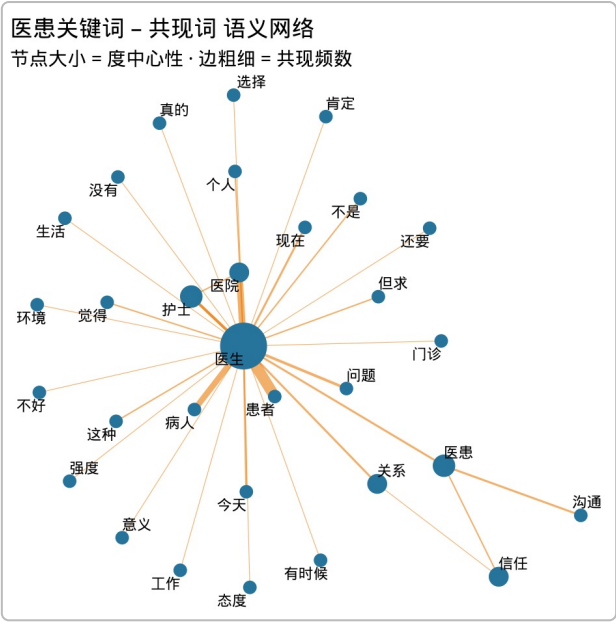 医患关键词 – 共现词 语义网络
节点大小 = 度中心性 · 边粗细 = 共现频数
选择
真的
肯定
没有
个人
不是
生活
现在
还要
医院
但求
护士
环境
觉得
医生
门诊
问题
不好
患者
病人
这种
医患
强度
关系
今天
沟通
意义
信任
工作
有时候
态度